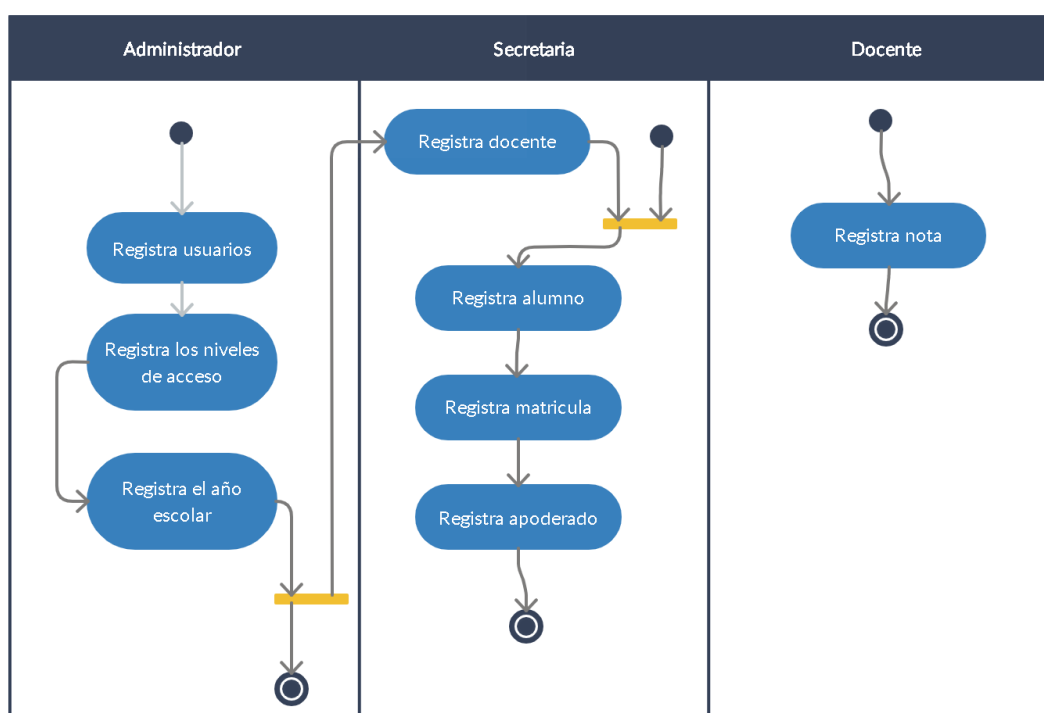 Administrador
Secretaria
Docente
Registra usuarios
Registra los niveles
de acceso
Registra el año
escolar
Registra docente
Registra alumno
Registra matricula
Registra apoderado
Registra nota